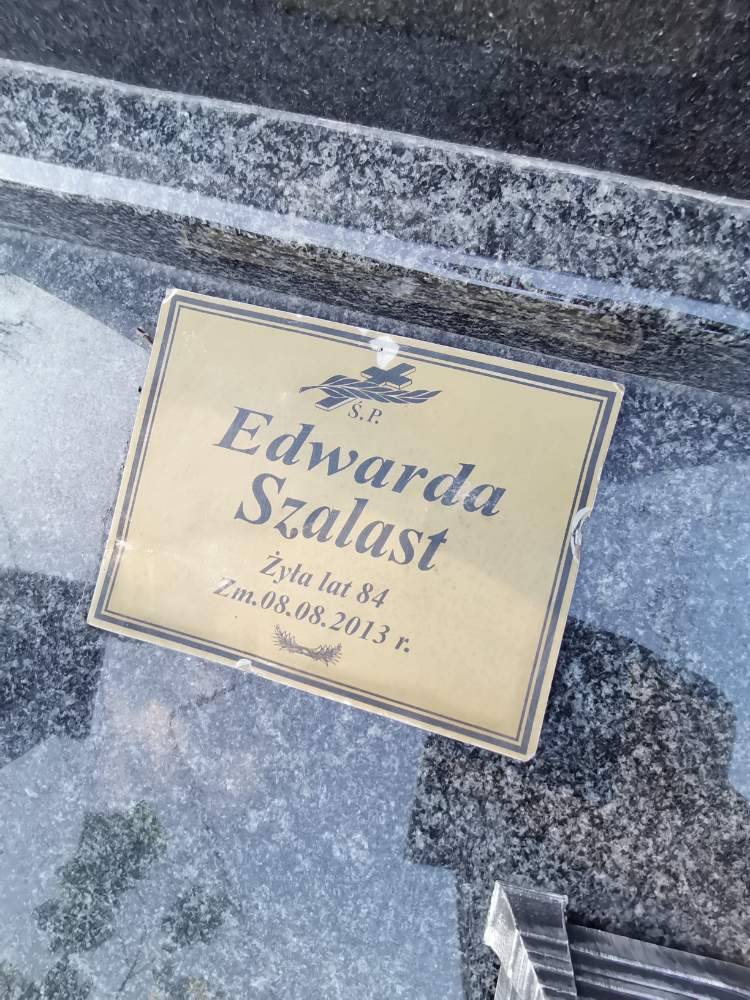 Ś.P.
Edwarda
Szalast
Żyła lat 84
Zm.08.08.2013 r.